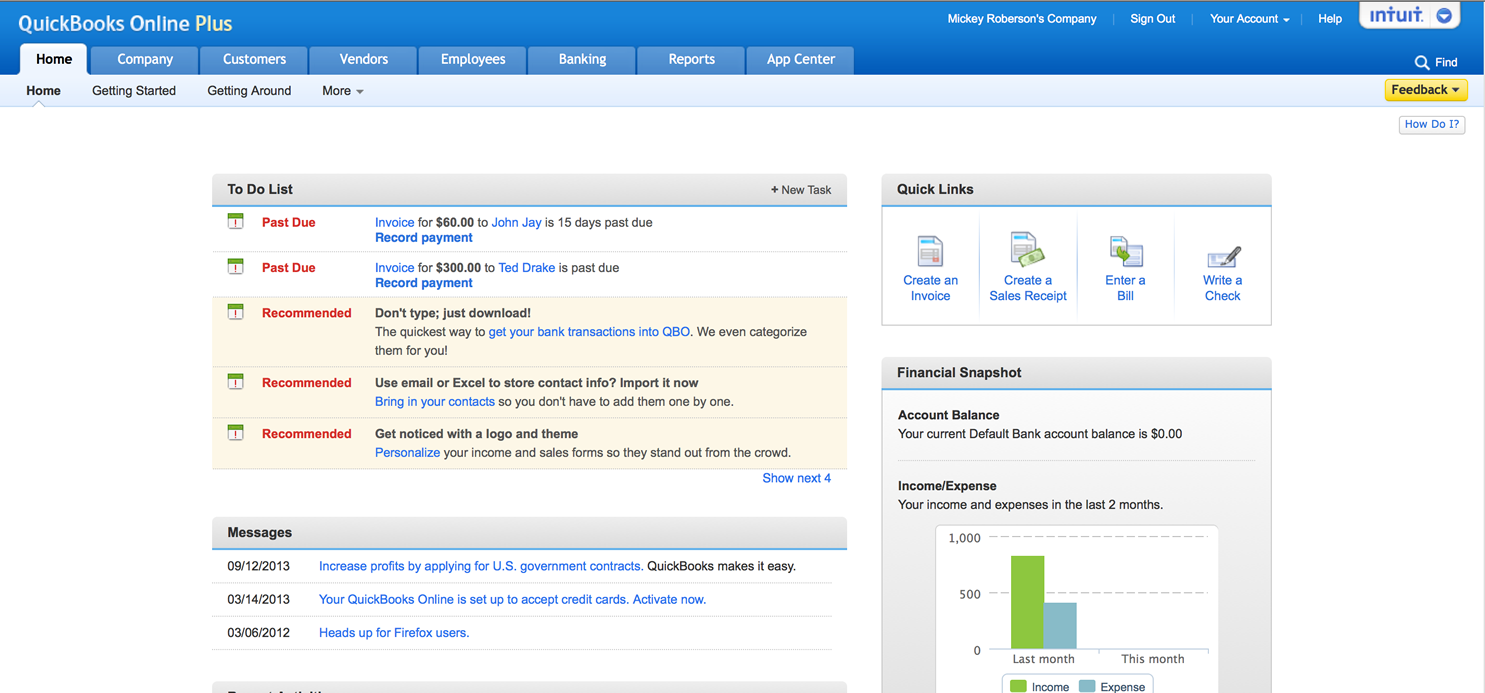 QuickBooks Online Plus
Mickey Roberson's Company
Sign Out
Your Account
Help
intuit.
Home
Company
Customers
Vendors
Employees
Banking
Reports
App Center
Find
Home
Getting Started
Getting Around
More
Feedback
How Do I?
To Do List
+ New Task
Past Due
Invoice for $60.00 to John Jay is 15 days past due
Record payment
Past Due
Invoice for $300.00 to Ted Drake is past due
Record payment
Recommended
Don't type; just download!
The quickest way to get your bank transactions into QBO. We even categorize
them for you!
Recommended
Use email or Excel to store contact info? Import it now
Bring in your contacts so you don't have to add them one by one.
Recommended
Get noticed with a logo and theme
Personalize your income and sales forms so they stand out from the crowd.
Show next 4
Messages
09/12/2013
Increase profits by applying for U.S. government contracts. QuickBooks makes it easy.
03/14/2013
Your QuickBooks Online is set up to accept credit cards. Activate now.
03/06/2012
Heads up for Firefox users.
Quick Links
Create an
Invoice
Create a
Sales Receipt
Enter a
Bill
Write a
Check
Financial Snapshot
Account Balance
Your current Default Bank account balance is $0.00
Income/Expense
Your income and expenses in the last 2 months.
1,000
500
0
Last month
This month
Income
Expense